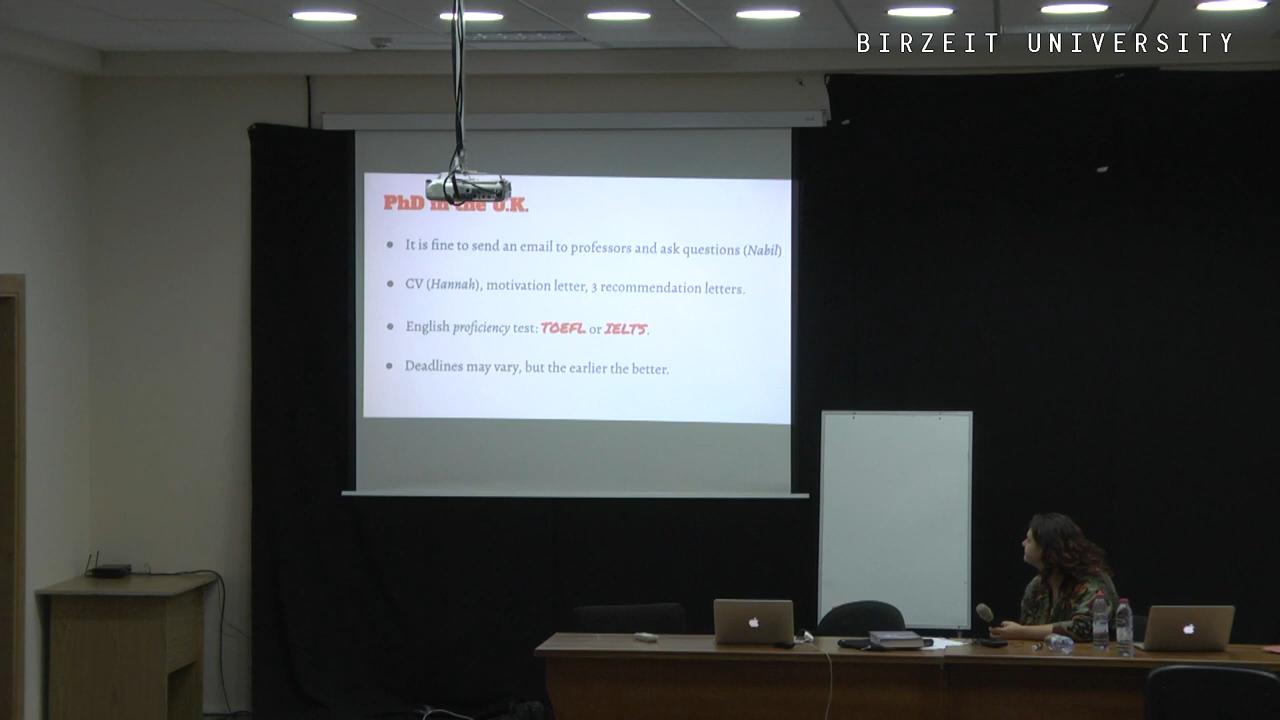 BIRZEIT UNIVERSITY
PhD in the U.K.
It is fine to send an email to professors and ask questions (Nabil)
CV (Hannah), motivation letter, 3 recommendation letters.
English proficiency test: TOEFL or IELTS.
Deadlines may vary, but the earlier the better.